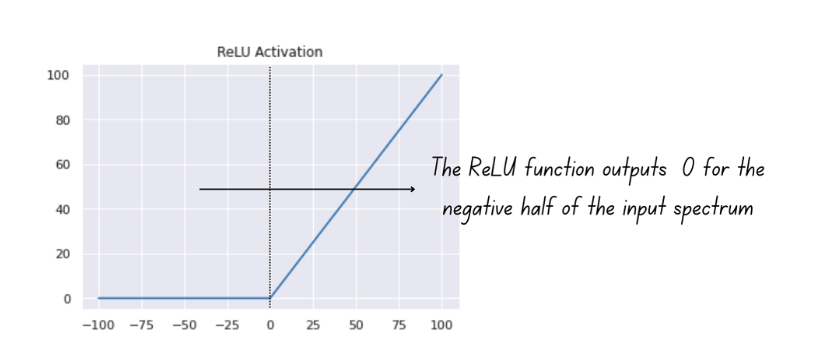 ReLU Activation
100
80
60
40
20
0
The ReLU function outputs 0 for the
negative half of the input spectrum
−100 −75 −50 −25 0 25 50 75 100